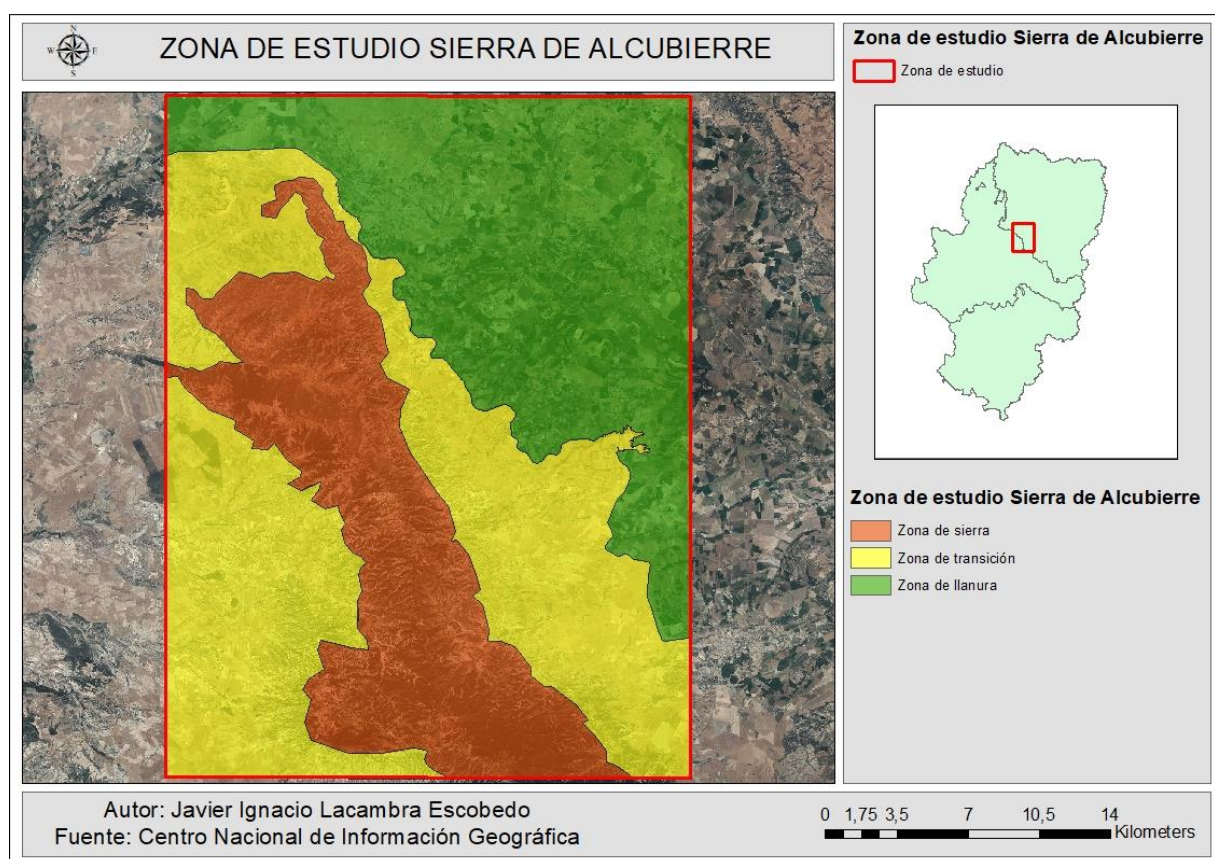 N
W E
S
ZONA DE ESTUDIO SIERRA DE ALCUBIERRE
Zona de estudio Sierra de Alcubierre
Zona de estudio
Zona de estudio Sierra de Alcubierre
Zona de sierra
Zona de transición
Zona de llanura
Autor: Javier Ignacio Lacambra Escobedo
Fuente: Centro Nacional de Información Geográfica
0 1,75 3,5 7 10,5 14
Kilometers